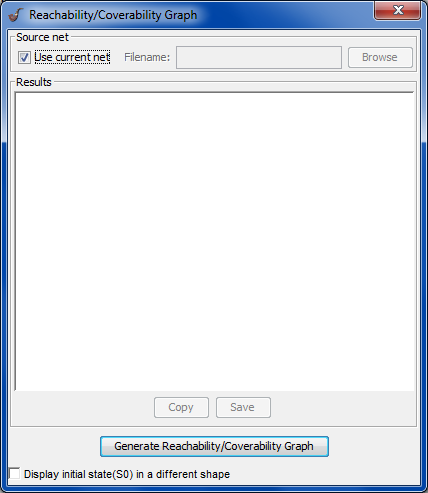 Reachability/Coverability Graph
Source net
Use current net Filename: Browse
Results
Copy Save
Generate Reachability/Coverability Graph
Display initial state(S0) in a different shape